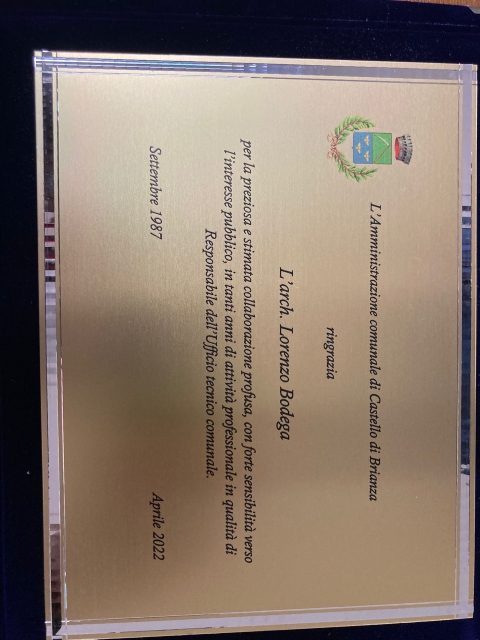 L'Amministrazione comunale di Castello di Brianza
ringrazia
L'arch. Lorenzo Bodega
per la preziosa e stimata collaborazione profusa, con forte sensibilità verso
l'interesse pubblico, in tanti anni di attività professionale in qualità di
Responsabile dell'Ufficio tecnico comunale.
Settembre 1987 Aprile 2022